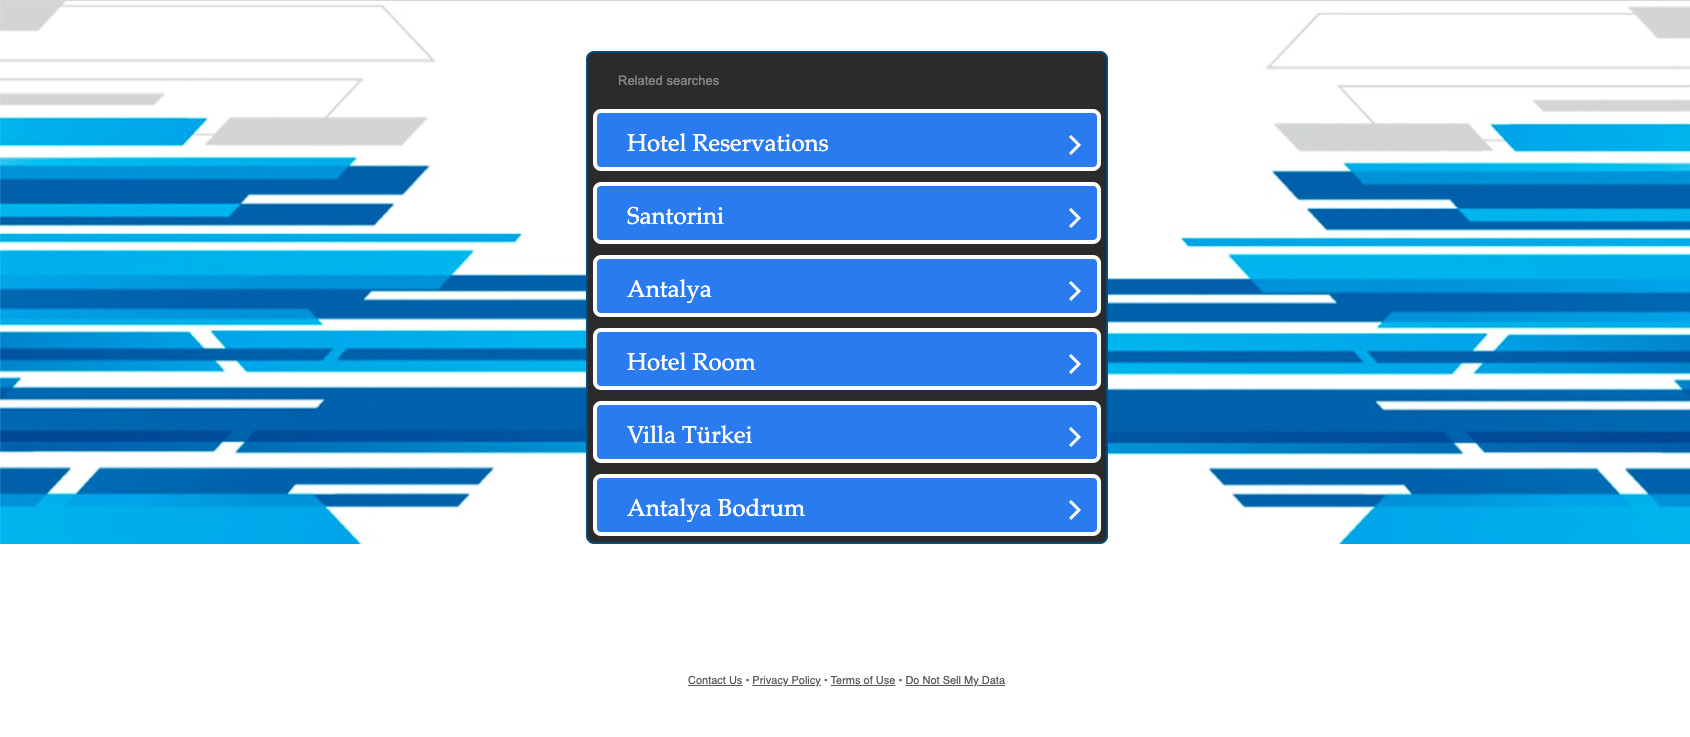 Related searches
Hotel Reservations
Santorini
Antalya
Hotel Room
Villa Türkei
Antalya Bodrum
Contact Us • Privacy Policy • Terms of Use • Do Not Sell My Data